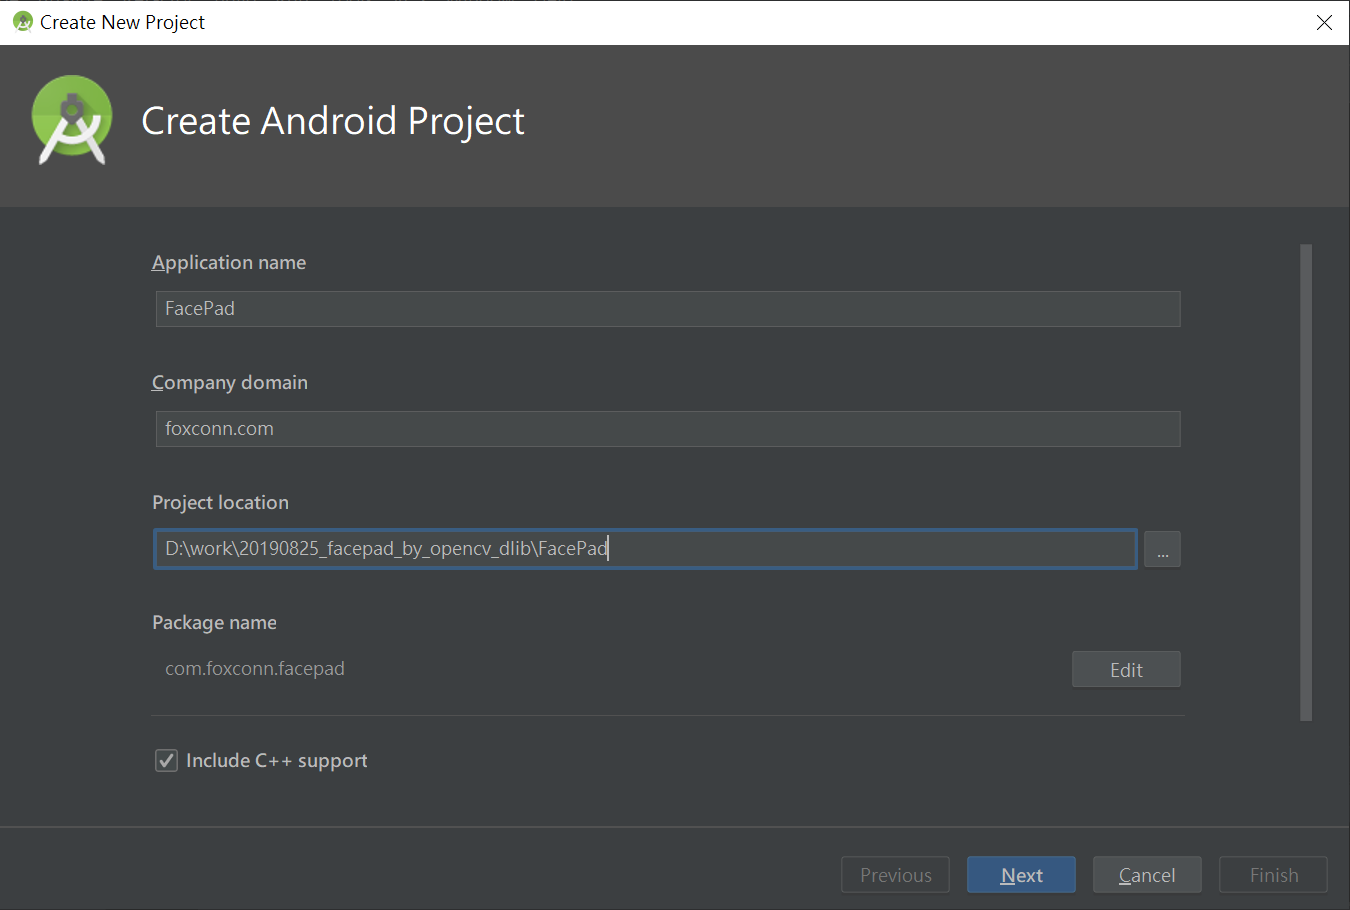 Create New Project
Create Android Project
Application name
FacePad
Company domain
foxconn.com
Project location
D:\work\20190825_facepad_by_opencv_dlib\FacePad
...
Package name
com.foxconn.facepad
Edit
Include C++ support
Previous
Next
Cancel
Finish